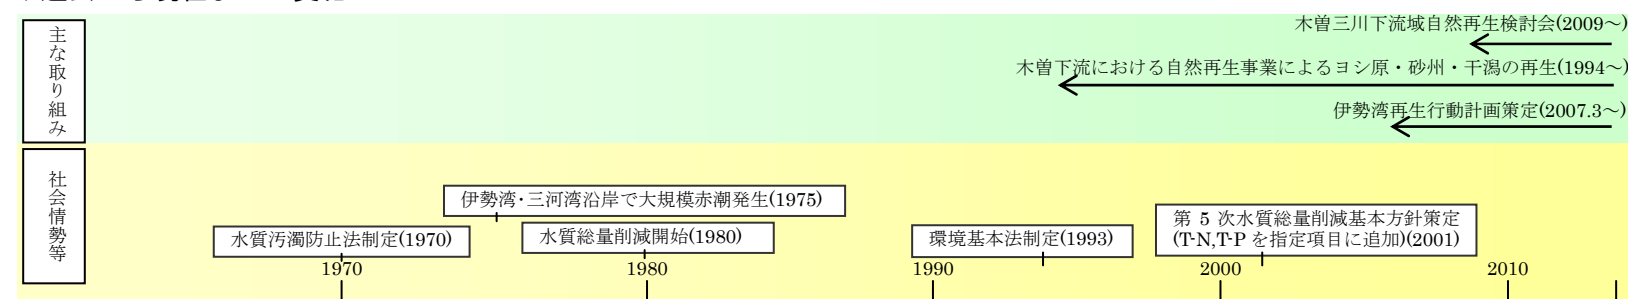 主な取り組み
木曽三川下流域自然再生検討会(2009～)
木曽下流における自然再生事業によるヨシ原・砂州・干潟の再生(1994～)
伊勢湾再生行動計画策定(2007.3～)
社会情勢等
伊勢湾･三河湾沿岸で大規模赤潮発生(1975)
水質汚濁防止法制定(1970)
水質総量削減開始(1980)
環境基本法制定(1993)
第 5 次水質総量削減基本方針策定
(T-N,T-P を指定項目に追加)(2001)
1970
1980
1990
2000
2010